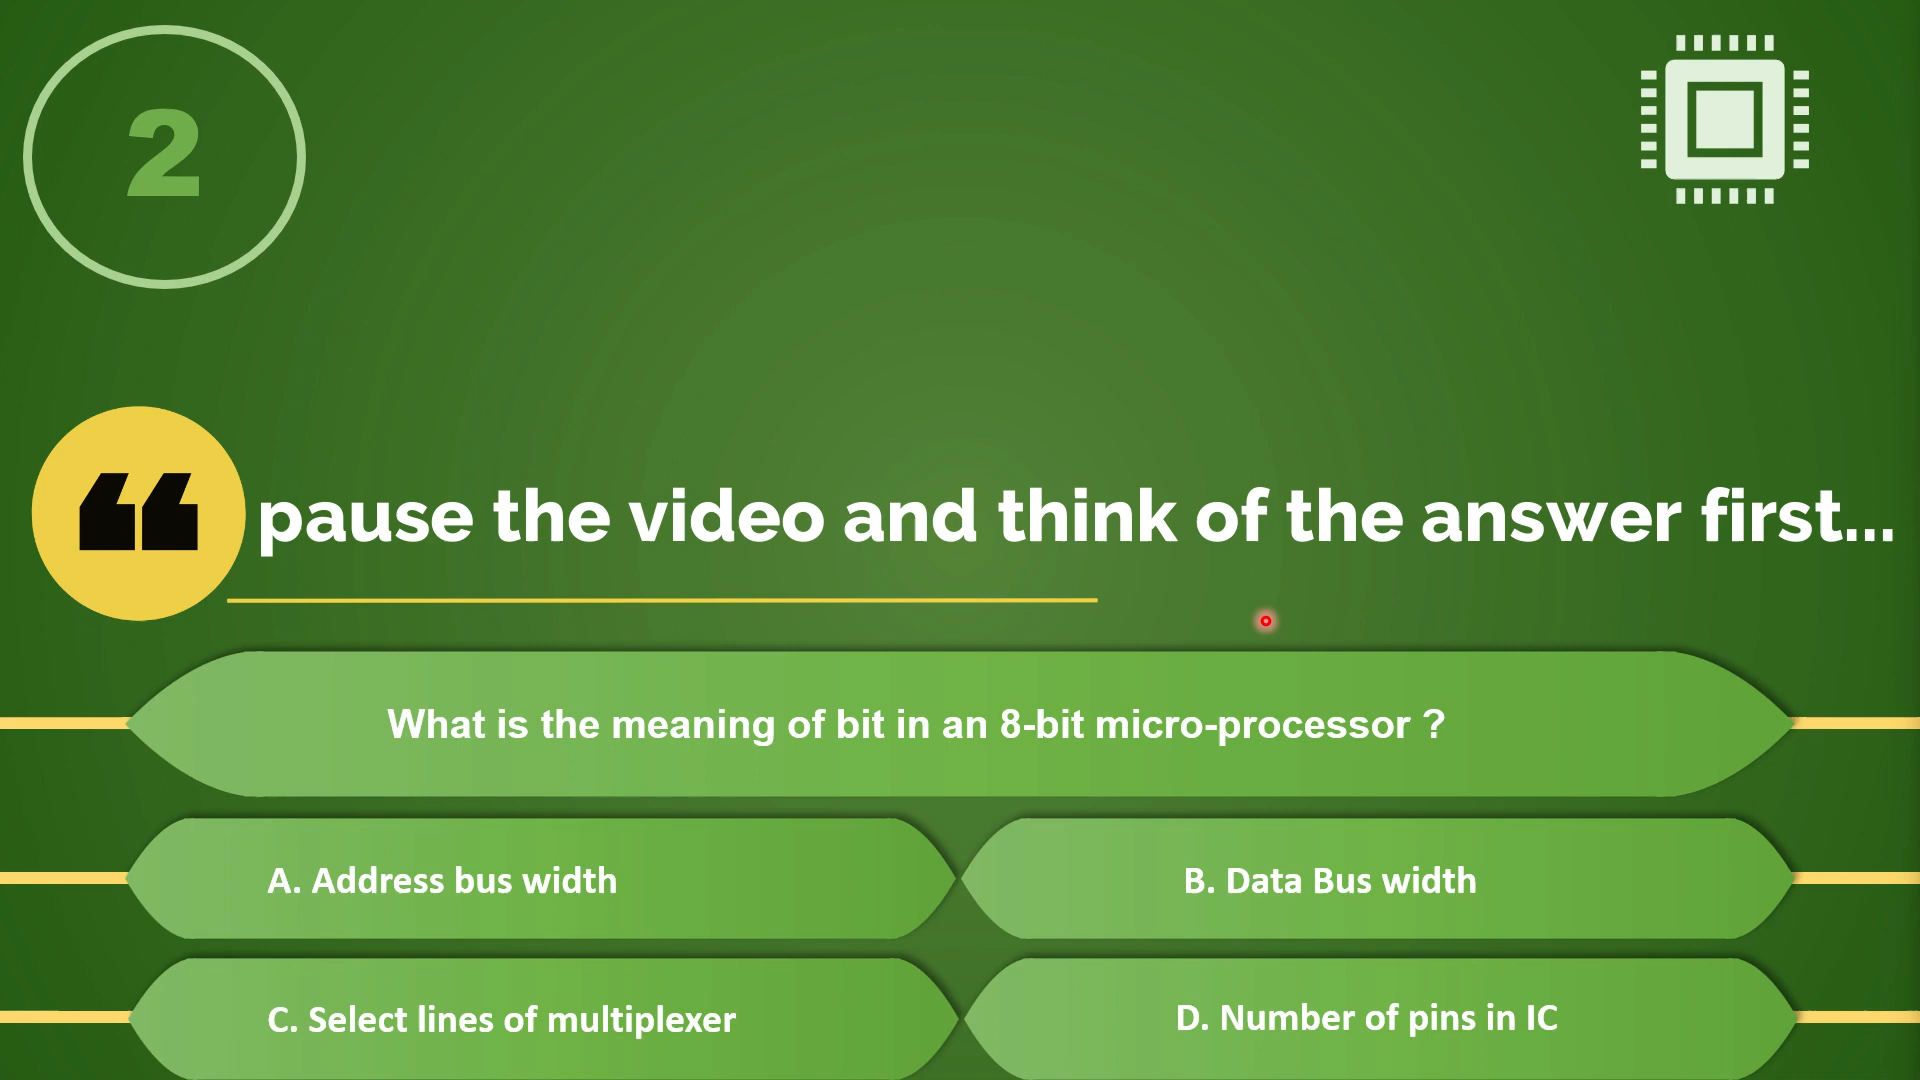 2
❝ pause the video and think of the answer first...
What is the meaning of bit in an 8-bit micro-processor ?
A. Address bus width
B. Data Bus width
C. Select lines of multiplexer
D. Number of pins in IC